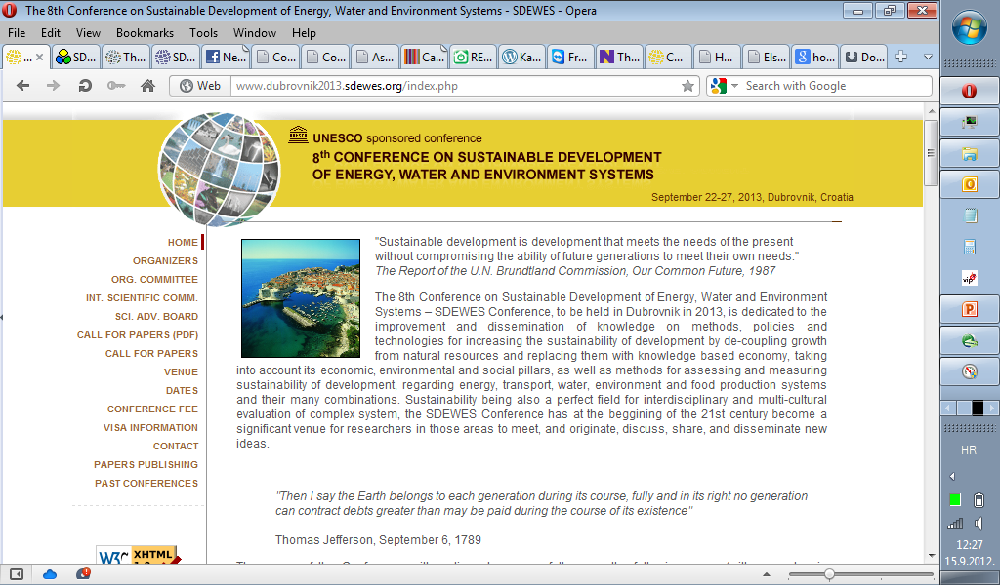 The 8th Conference on Sustainable Development of Energy, Water and Environment Systems - SDEWES - Opera
File Edit View Bookmarks Tools Window Help
... SD... Th... SD... Ne... Co... Co... As... Ca... RE... Ka... Fr... Th... C... H... Els... ho... Do...
Web www.dubrovnik2013.sdewes.org/index.php Search with Google
UNESCO sponsored conference
8th CONFERENCE ON SUSTAINABLE DEVELOPMENT
OF ENERGY, WATER AND ENVIRONMENT SYSTEMS
September 22-27, 2013, Dubrovnik, Croatia
HOME
ORGANIZERS
ORG. COMMITTEE
INT. SCIENTIFIC COMM.
SCI. ADV. BOARD
CALL FOR PAPERS (PDF)
CALL FOR PAPERS
VENUE
DATES
CONFERENCE FEE
VISA INFORMATION
CONTACT
PAPERS PUBLISHING
PAST CONFERENCES
W3C XHTML
"Sustainable development is development that meets the needs of the present
without compromising the ability of future generations to meet their own needs."
The Report of the U.N. Brundtland Commission, Our Common Future, 1987
The 8th Conference on Sustainable Development of Energy, Water and Environment
Systems – SDEWES Conference, to be held in Dubrovnik in 2013, is dedicated to the
improvement and dissemination of knowledge on methods, policies and
technologies for increasing the sustainability of development by de-coupling growth
from natural resources and replacing them with knowledge based economy, taking
into account its economic, environmental and social pillars, as well as methods for assessing and measuring
sustainability of development, regarding energy, transport, water, environment and food production systems
and their many combinations. Sustainability being also a perfect field for interdisciplinary and multi-cultural
evaluation of complex system, the SDEWES Conference has at the beggining of the 21st century become a
significant venue for researchers in those areas to meet, and originate, discuss, share, and disseminate new
ideas.
"Then I say the Earth belongs to each generation during its course, fully and in its right no generation
can contract debts greater than may be paid during the course of its existence"
Thomas Jefferson, September 6, 1789
HR
12:27
15.9.2012.